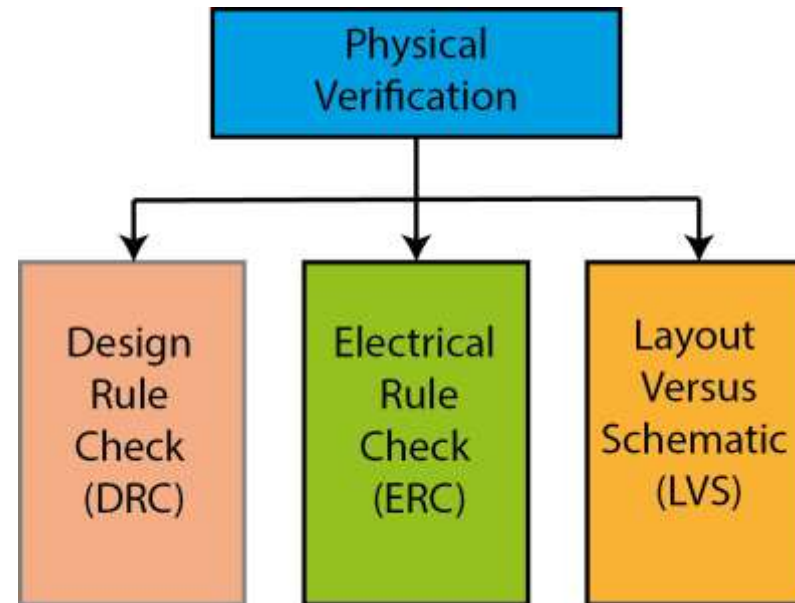 Physical
Verification
Design
Rule
Check
(DRC)
Electrical
Rule
Check
(ERC)
Layout
Versus
Schematic
(LVS)